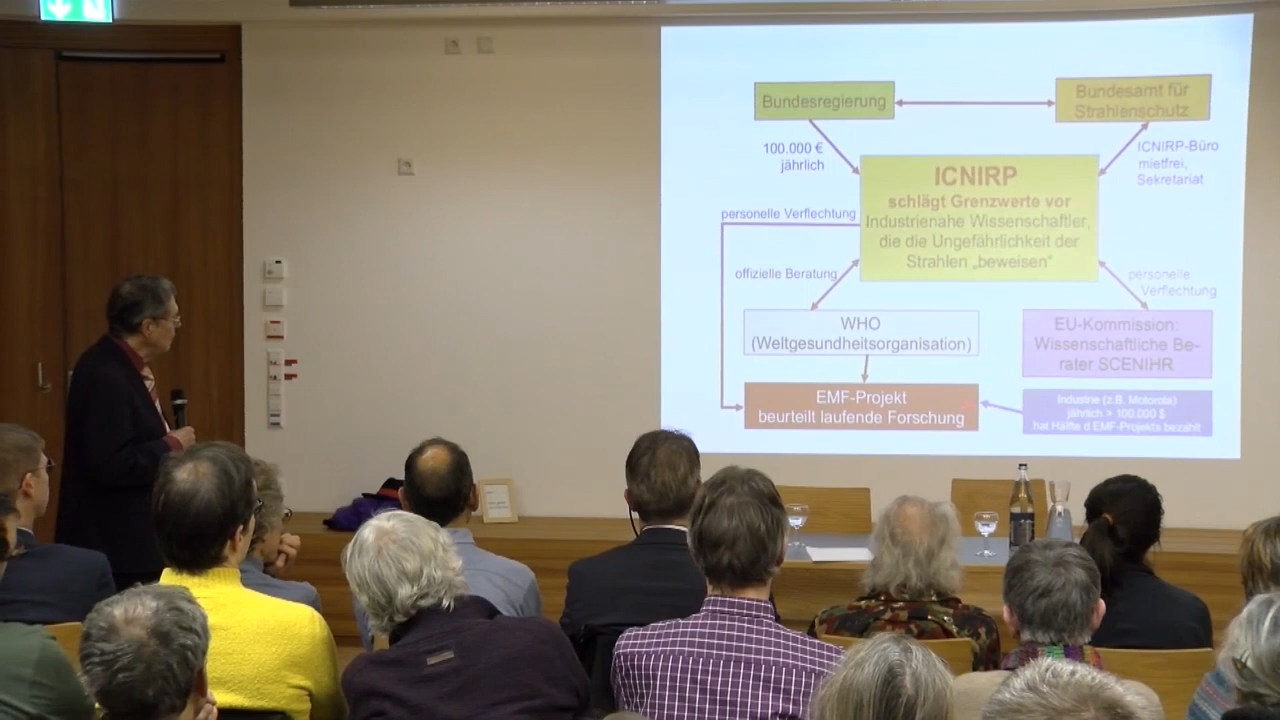 Bundesregierung
Bundesamt für
Strahlenschutz
100.000 €
jährlich
ICNIRP-Büro
mietfrei,
Sekretariat
ICNIRP
schlägt Grenzwerte vor
Industrienahe Wissenschaftler,
die die Ungefährlichkeit der
Strahlen „beweisen“
personelle Verflechtung
offizielle Beratung
personelle
Verflechtung
WHO
(Weltgesundheitsorganisation)
EU-Kommission:
Wissenschaftliche Be-
rater SCENIHR
EMF-Projekt
beurteilt laufende Forschung
Industrie (z.B. Motorola)
jährlich > 100.000 $
hat Hälfte d EMF-Projekts bezahlt